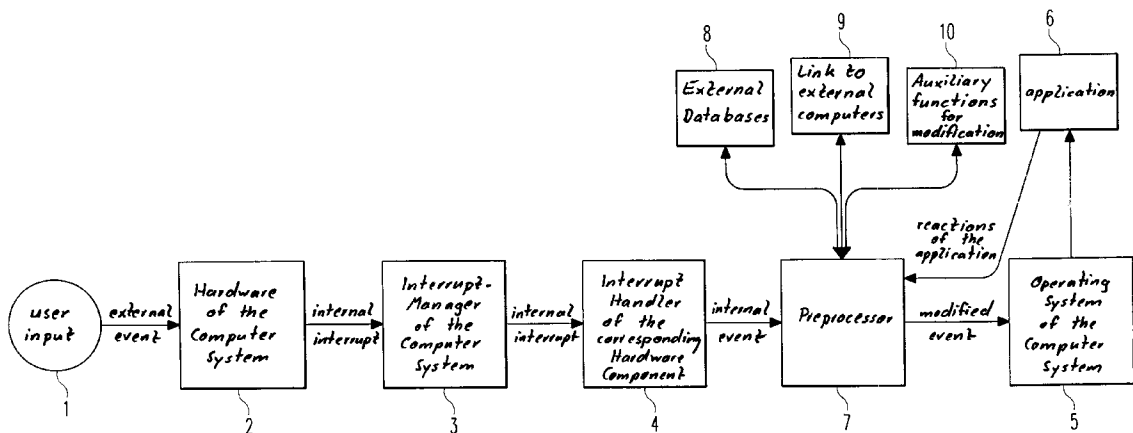 8
9
10
6
External
Databases
Link to
external
computers
Auxiliary
functions
for
modification
application
reactions
of the
application
user
input
external
event
Hardware
of the
Computer
System
internal
interrupt
Interrupt-
Manager
of the
Computer
System
internal
interrupt
Interrupt
Handler
of the
corresponding
Hardware
Component
internal
event
Preprocessor
modified
event
Operating
System
of the
Computer
System
1
2
3
4
7
5